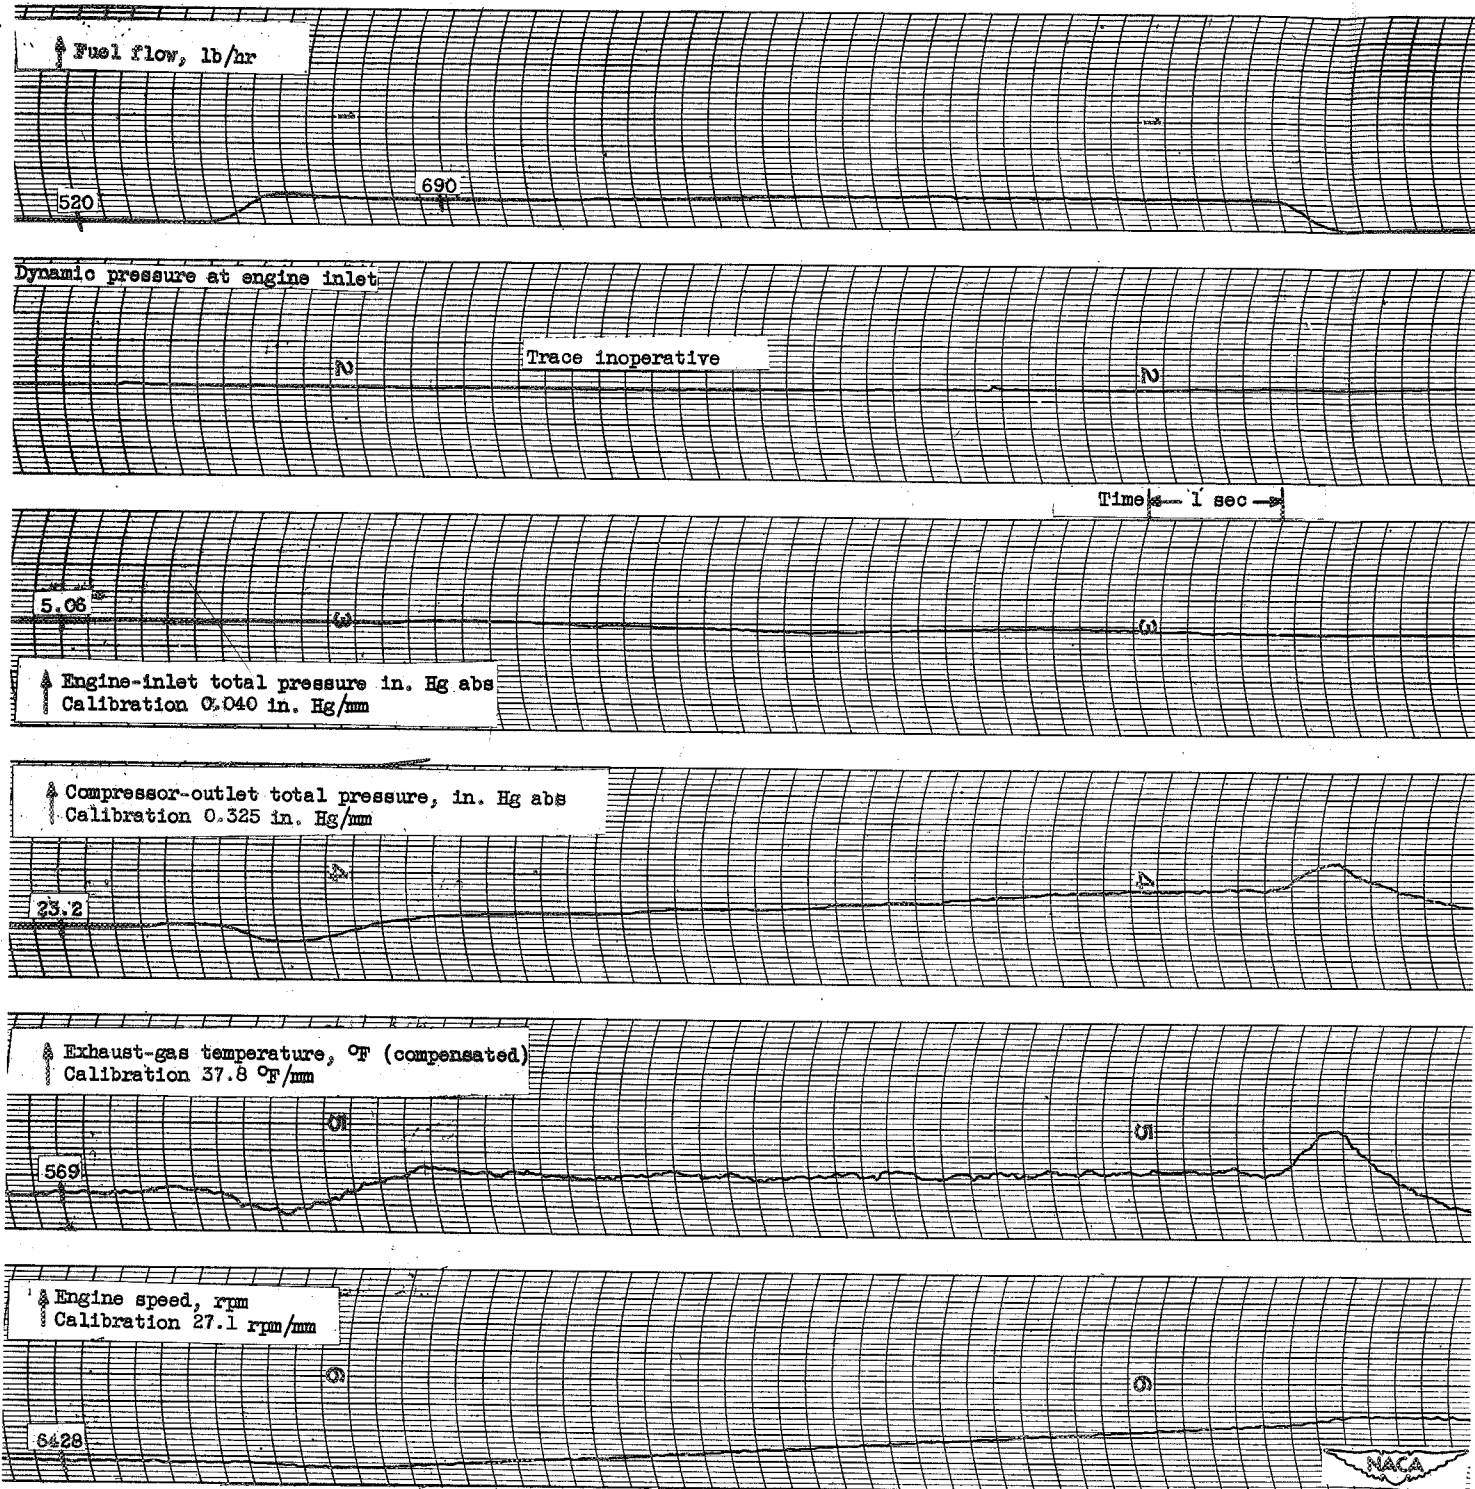 Fuel flow, lb/hr
1
1
520
690
Dynamic pressure at engine inlet
Trace inoperative
2
2
Time 1 sec
5.06
3
3
Engine-inlet total pressure in. Hg abs
Calibration 0.040 in. Hg/mm
Compressor-outlet total pressure, in. Hg abs
Calibration 0.325 in. Hg/mm
4
4
23.2
Exhaust-gas temperature, °F (compensated)
Calibration 37.8 °F/mm
5
5
569
Engine speed, rpm
Calibration 27.1 rpm/mm
6
6
6428
NACA